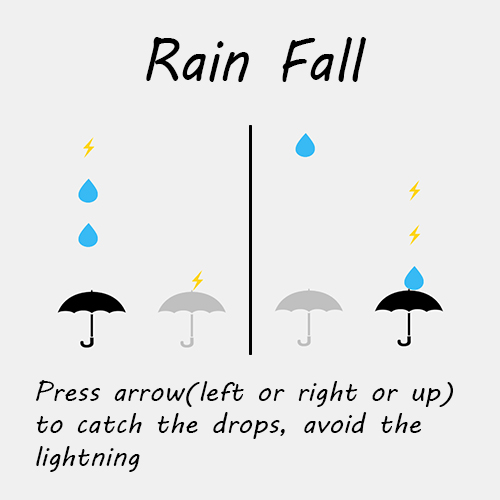 Rain Fall
Press arrow(left or right or up)
to catch the drops, avoid the
lightning